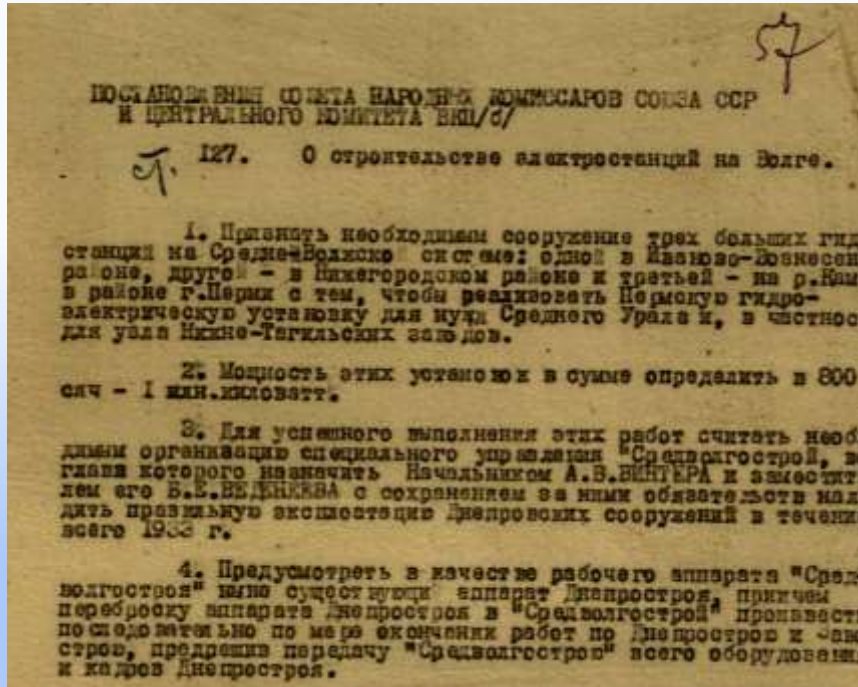 57
ПОСТАНОВЛЕНИЯ СОВЕТА НАРОДНЫХ КОМИССАРОВ СОЮЗА ССР
И ЦЕНТРАЛЬНОГО КОМИТЕТА ВКП/б/
ст. 127. О строительстве электростанций на Волге.
1. Признать необходимым сооружение трех больших гид
станций на Средне-Волжской системе: одной в Иваново-Вознесен
районе, другой - в Нижегородском районе и третьей - на р.Кам
в районе г.Перми с тем, чтобы реализовать Пермскую гидро-
электрическую установку для нужд Среднего Урала и, в частнос
для узла Нижне-Тагильских заводов.
2. Мощность этих установок в сумме определить в 800
сяч - I млн.киловатт.
3. Для успешного выполнения этих работ считать необ
димым организацию специального управления "Средволгострой, во
главе которого назначить Начальником А.В.ВИНТЕРА и заместит
лем его Б.Е.ВЕДЕНЕЕВА с сохранением за ними обязательств нал
дить правильную эксплоатацию Днепровских сооружений в течени
всего 1933 г.
4. Предусмотреть в качестве рабочего аппарата "Сред
волгостроя" ныне существующий аппарат Днепростроя, причем
переброску аппарата Днепростроя в "Средволгострой" произвести
последовательно по мере окончания работ по Днепрострою и
строю, предрешив передачу "Средволгострою" всего оборудования
и кадров Днепростроя.